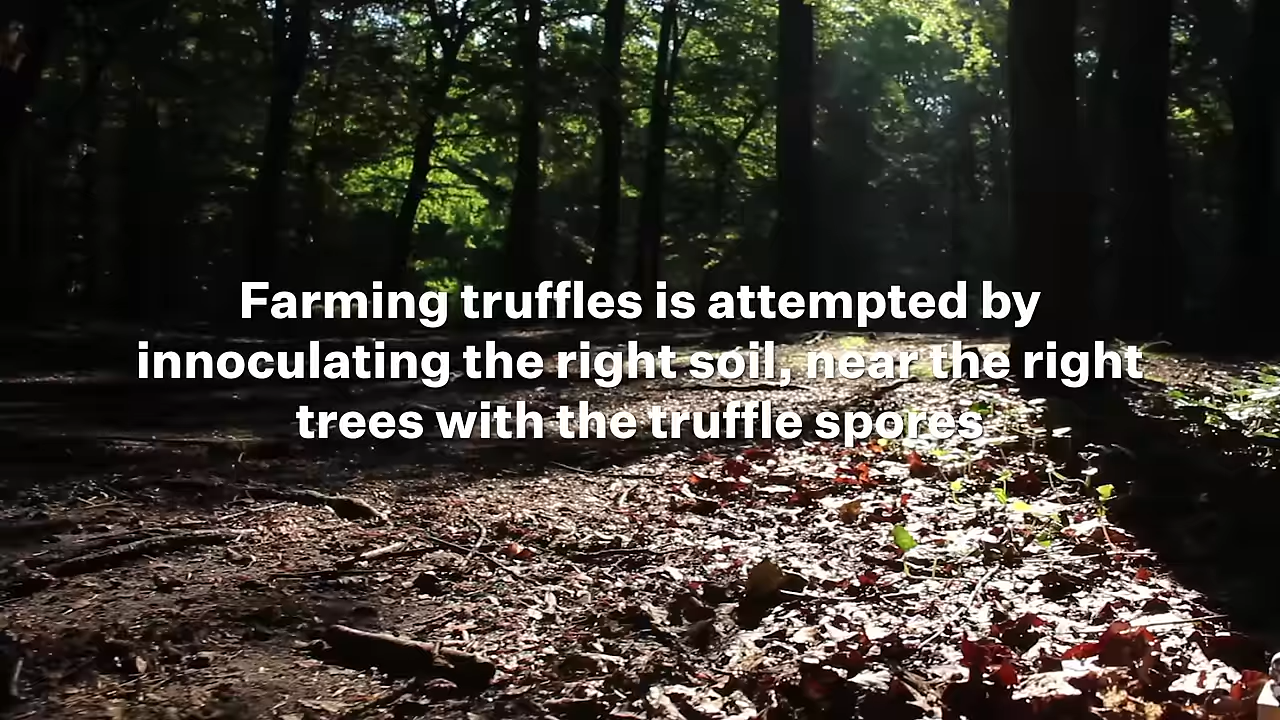 Farming truffles is attempted by
innoculating the right soil, near the right
trees with the truffle spores